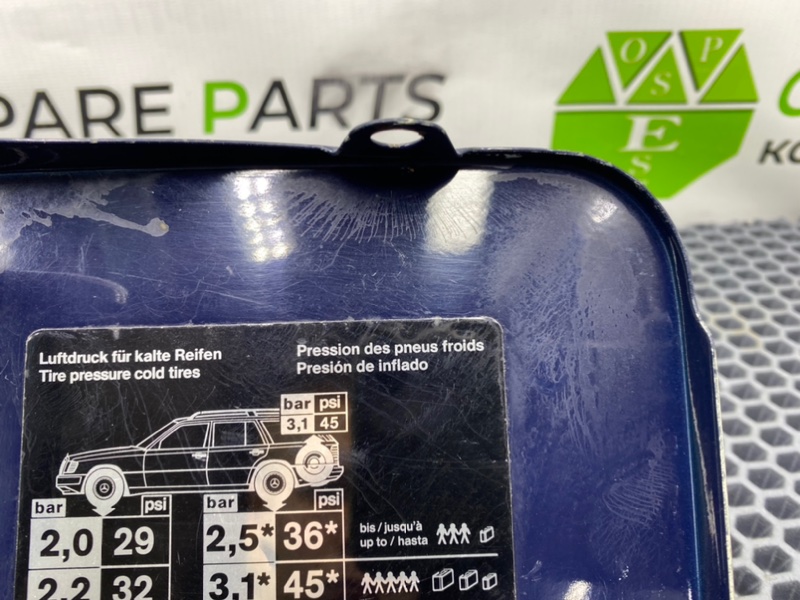 PARE PARTS
O S P
E
S
KO
Luftdruck für kalte Reifen
Tire pressure cold tires
Pression des pneus froids
Presión de inflado
bar psi
3,1 45
bar psi
2,0 29
2,2 32
bar psi
2,5* 36*
3,1* 45*
bis / jusqu'à
up to / hasta